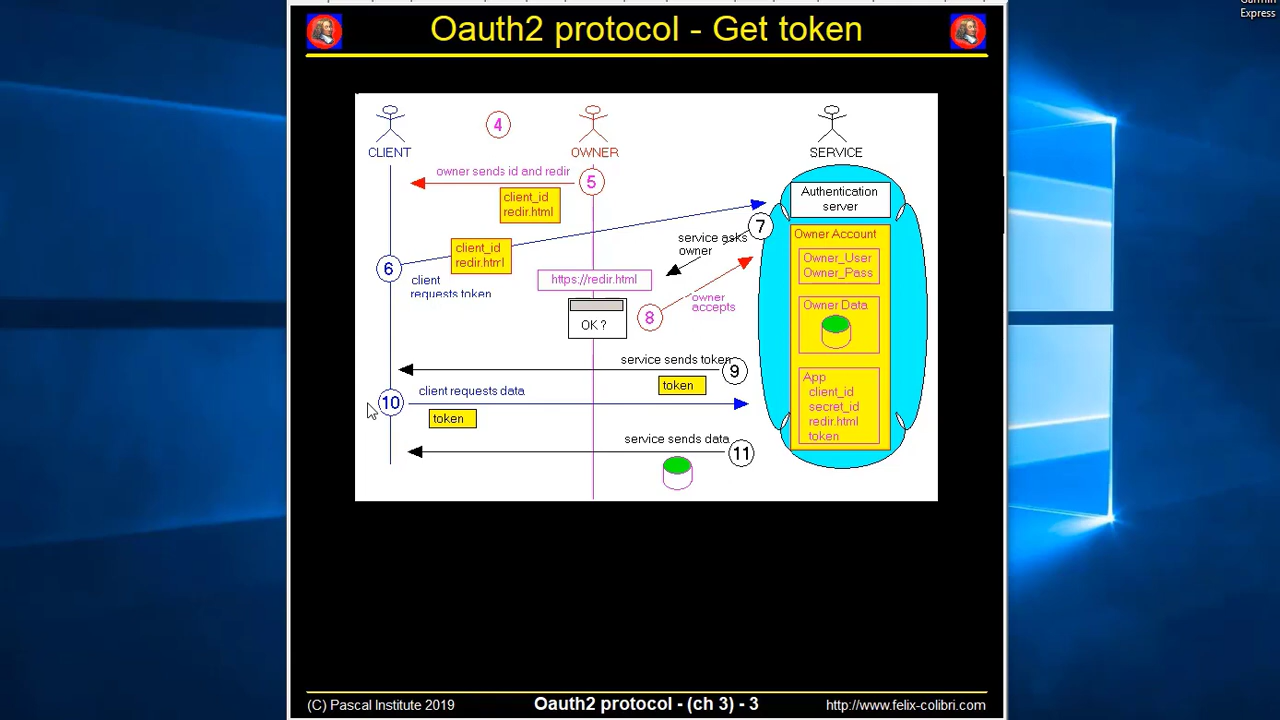 Garmin
Express
Oauth2 protocol - Get token
4
CLIENT
OWNER
SERVICE
owner sends id and redir
5
client_id
redir.html
Authentication
server
7
service asks
owner
Owner Account
Owner_User
Owner_Pass
client_id
redir.html
6
client
requests token
https://redir.html
OK ?
8
owner
accepts
Owner Data
service sends token
9
token
App
client_id
secret_id
redir.html
token
10
client requests data
token
service sends data
11
(C) Pascal Institute 2019
Oauth2 protocol - (ch 3) - 3
http://www.felix-colibri.com